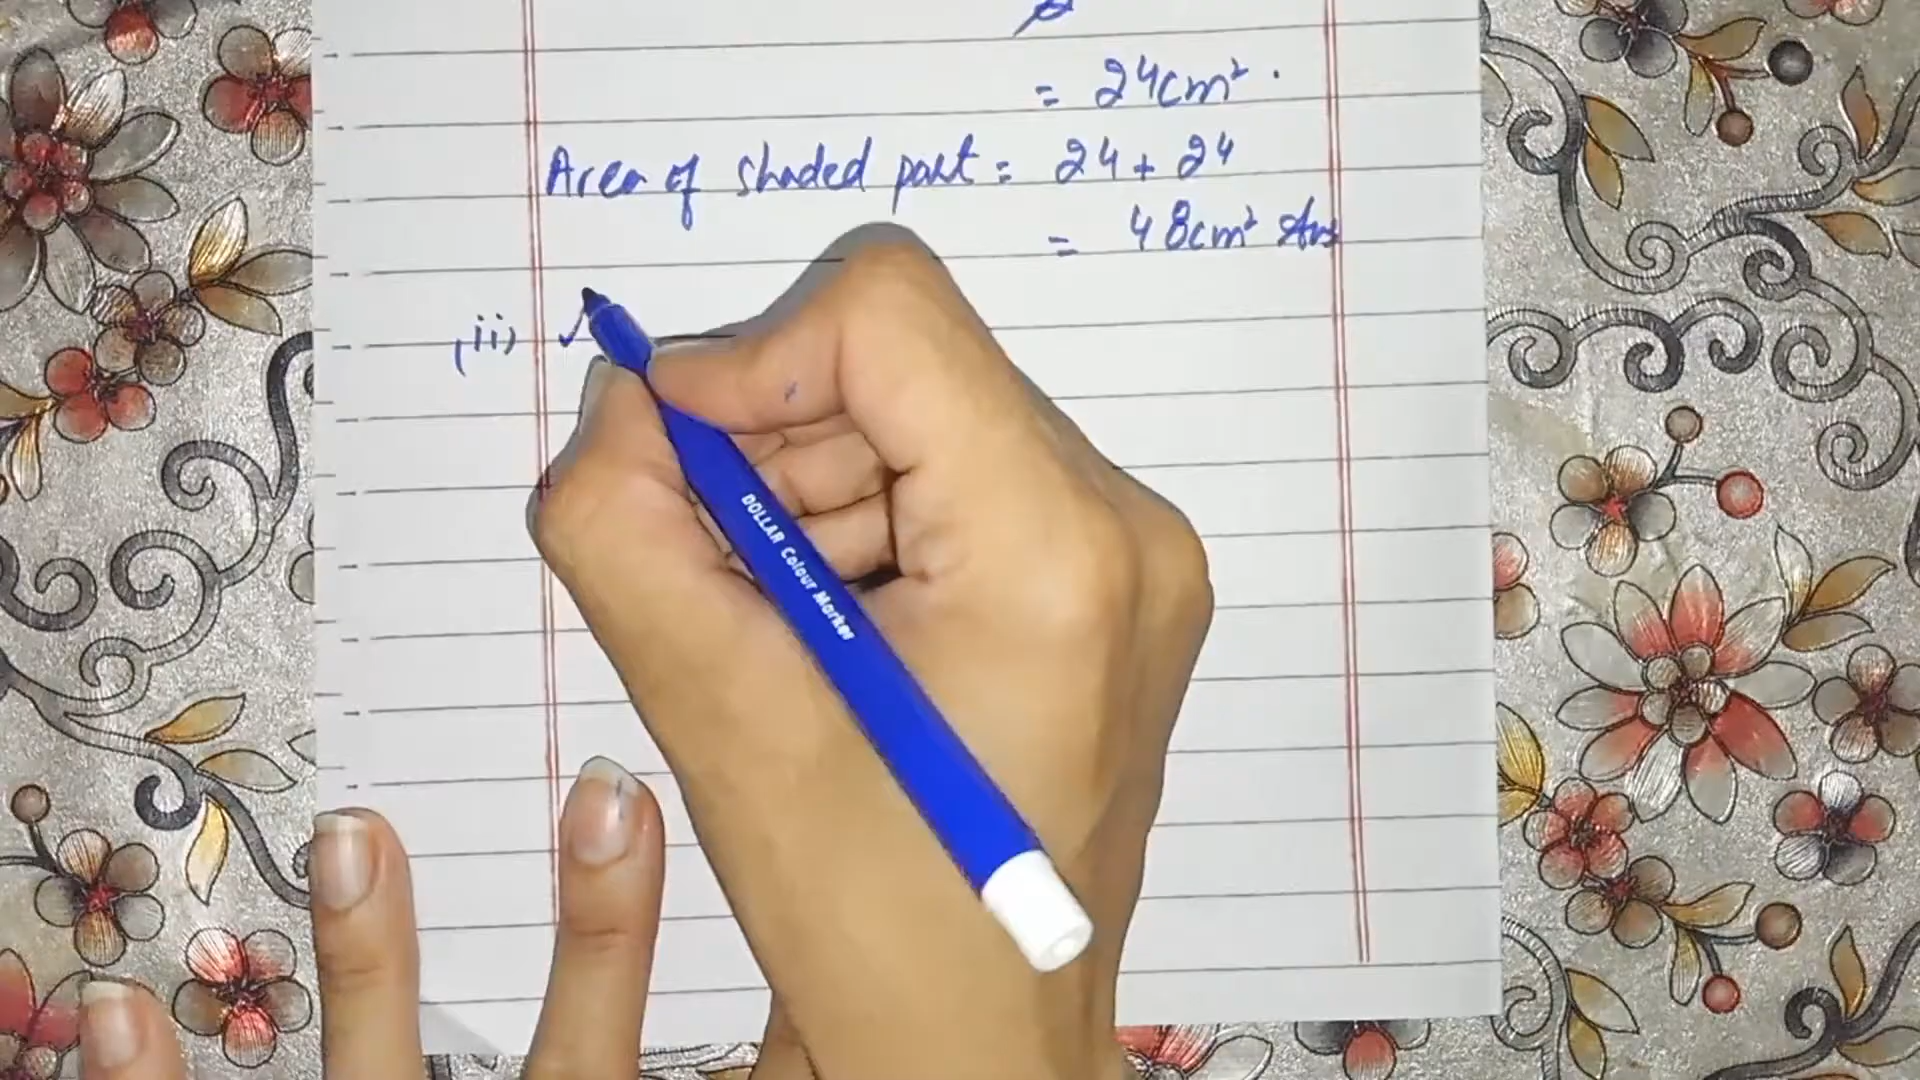 = 24cm² .
Area of shaded part = 24 + 24
= 48cm² Ans
(ii)
DOLLAR Colour Marker